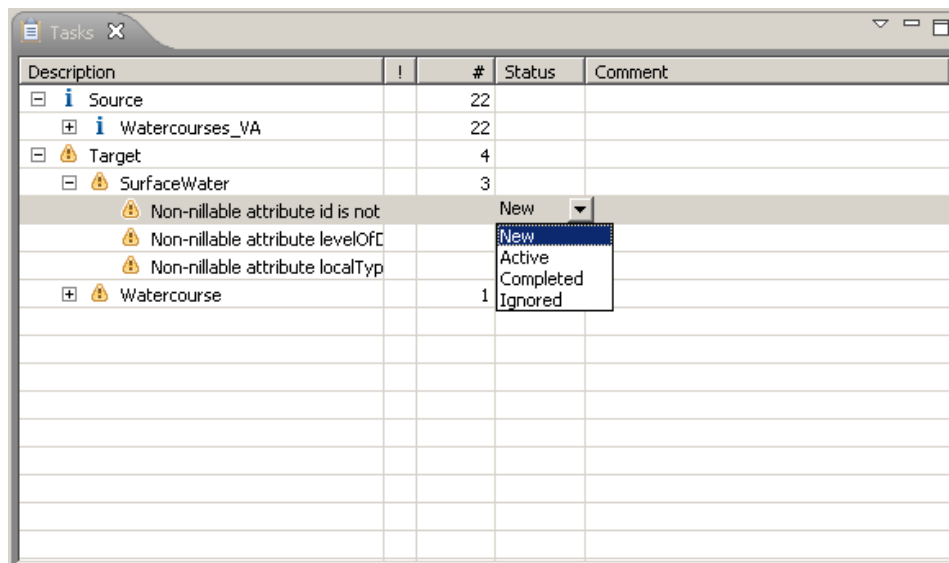 Tasks
Description ! # Status Comment
Source 22
Watercourses_VA 22
Target 4
SurfaceWater 3
Non-nillable attribute id is not New
Non-nillable attribute levelOf
New
Active
Non-nillable attribute localTyp
Completed
Watercourse 1
Ignored